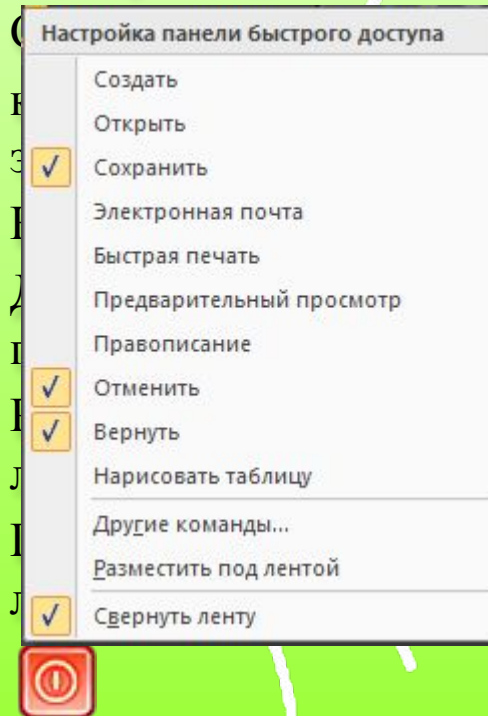 Настройка панели быстрого доступа
Создать
Открыть
Сохранить
Электронная почта
Быстрая печать
Предварительный просмотр
Правописание
Отменить
Вернуть
Нарисовать таблицу
Другие команды...
Разместить под лентой
Свернуть ленту